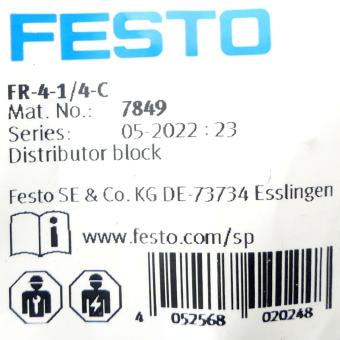 FESTO
FR-4-1/4-C
Mat. No.: 7849
Series: 05-2022 : 23
Distributor block
Festo SE & Co. KG DE-73734 Esslingen
www.festo.com/sp
4 052568 020248